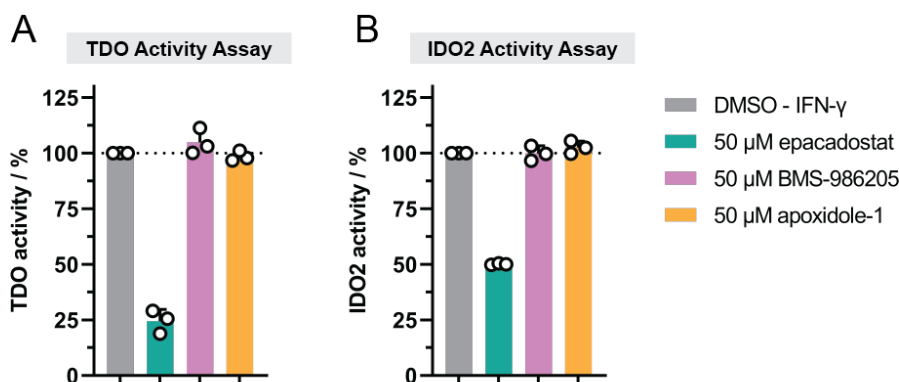 A
TDO Activity Assay
TDO activity / %
125
100
75
50
25
0
B
IDO2 Activity Assay
IDO2 activity / %
125
100
75
50
25
0
DMSO - IFN-γ
50 µM epacadostat
50 µM BMS-986205
50 µM apoxidole-1